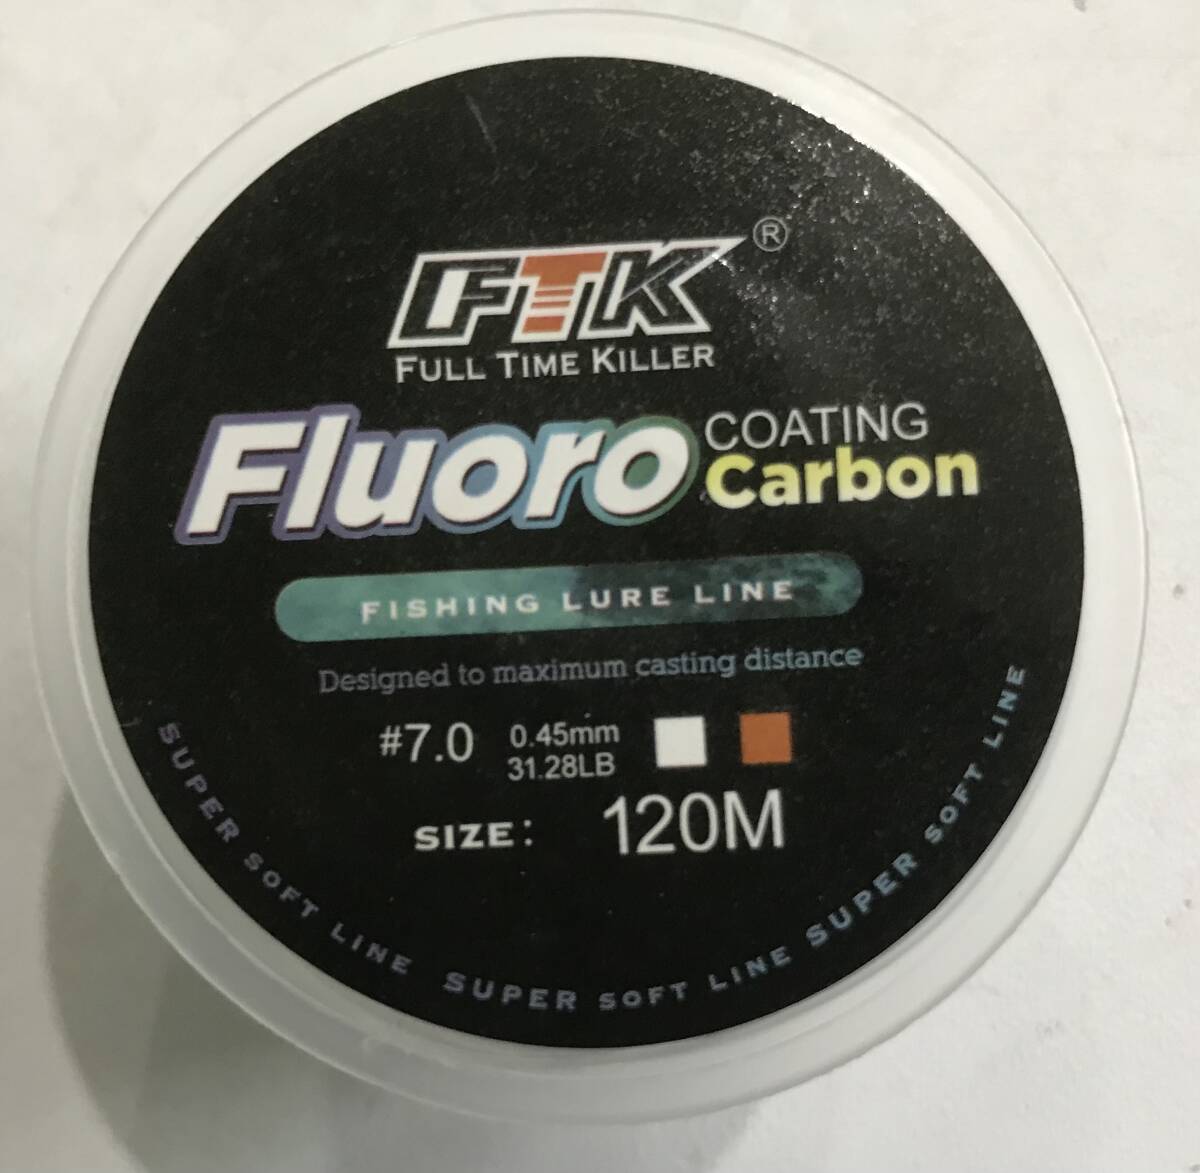 FTK®
FULL TIME KILLER
Fluoro COATING Carbon
FISHING LURE LINE
Designed to maximum casting distance
#7.0 0.45mm
31.28LB
SIZE: 120M
SUPER SOFT LINE SUPER SOFT LINE SUPER SOFT LINE